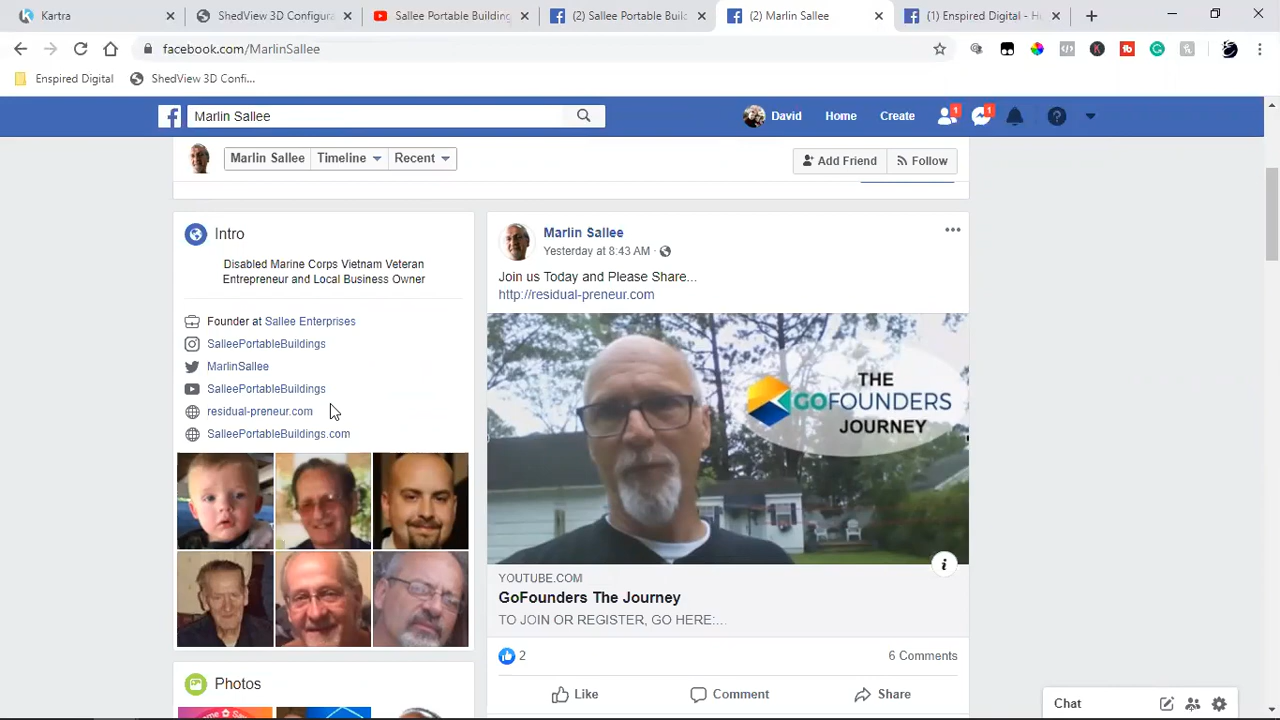 Kartra
ShedView 3D Configura
Sallee Portable Building
(2) Sallee Portable Buil
(2) Marlin Sallee
(1) Enspired Digital - H
facebook.com/MarlinSallee
Enspired Digital
ShedView 3D Confi...
Marlin Sallee
David
Home
Create
1
1
Marlin Sallee
Timeline
Recent
Add Friend
Follow
Intro
Disabled Marine Corps Vietnam Veteran
Entrepreneur and Local Business Owner
Founder at Sallee Enterprises
SalleePortableBuildings
MarlinSallee
SalleePortableBuildings
residual-preneur.com
SalleePortableBuildings.com
Photos
Marlin Sallee
Yesterday at 8:43 AM
Join us Today and Please Share...
http://residual-preneur.com
THE
GOFOUNDERS
JOURNEY
YOUTUBE.COM
GoFounders The Journey
TO JOIN OR REGISTER, GO HERE:...
2
6 Comments
Like
Comment
Share
Chat